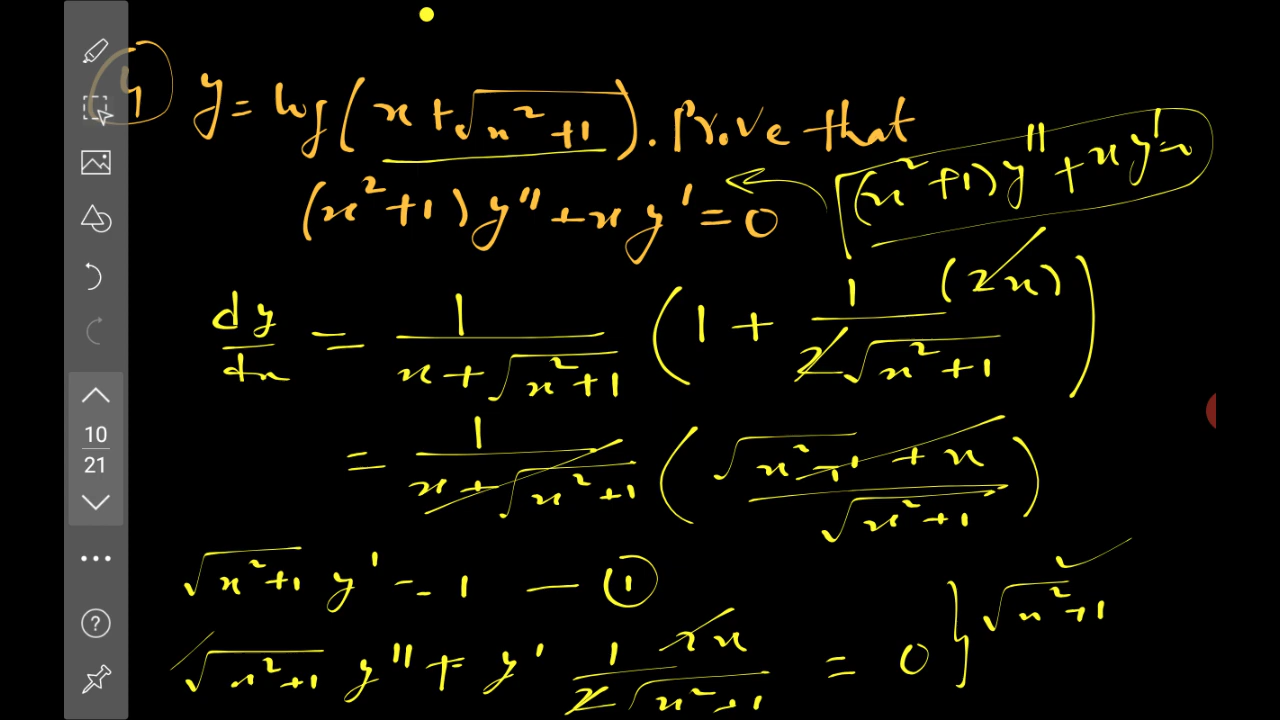 4) y = log(x+√(x²+1)). Prove that
(x²+1)y''+xy' = 0
(x²+1)y''+xy'=0
dy/dx = 1/(x+√(x²+1)) (1 + 1/(2√(x²+1)) (2x))
= 1/(x+√(x²+1)) ((√(x²+1) + x)/√(x²+1))
10
21
√(x²+1) y' = 1 — ①
√(x²+1) y'' + y' 1/(2√(x²+1)) 2x = 0 } √(x²+1)
?